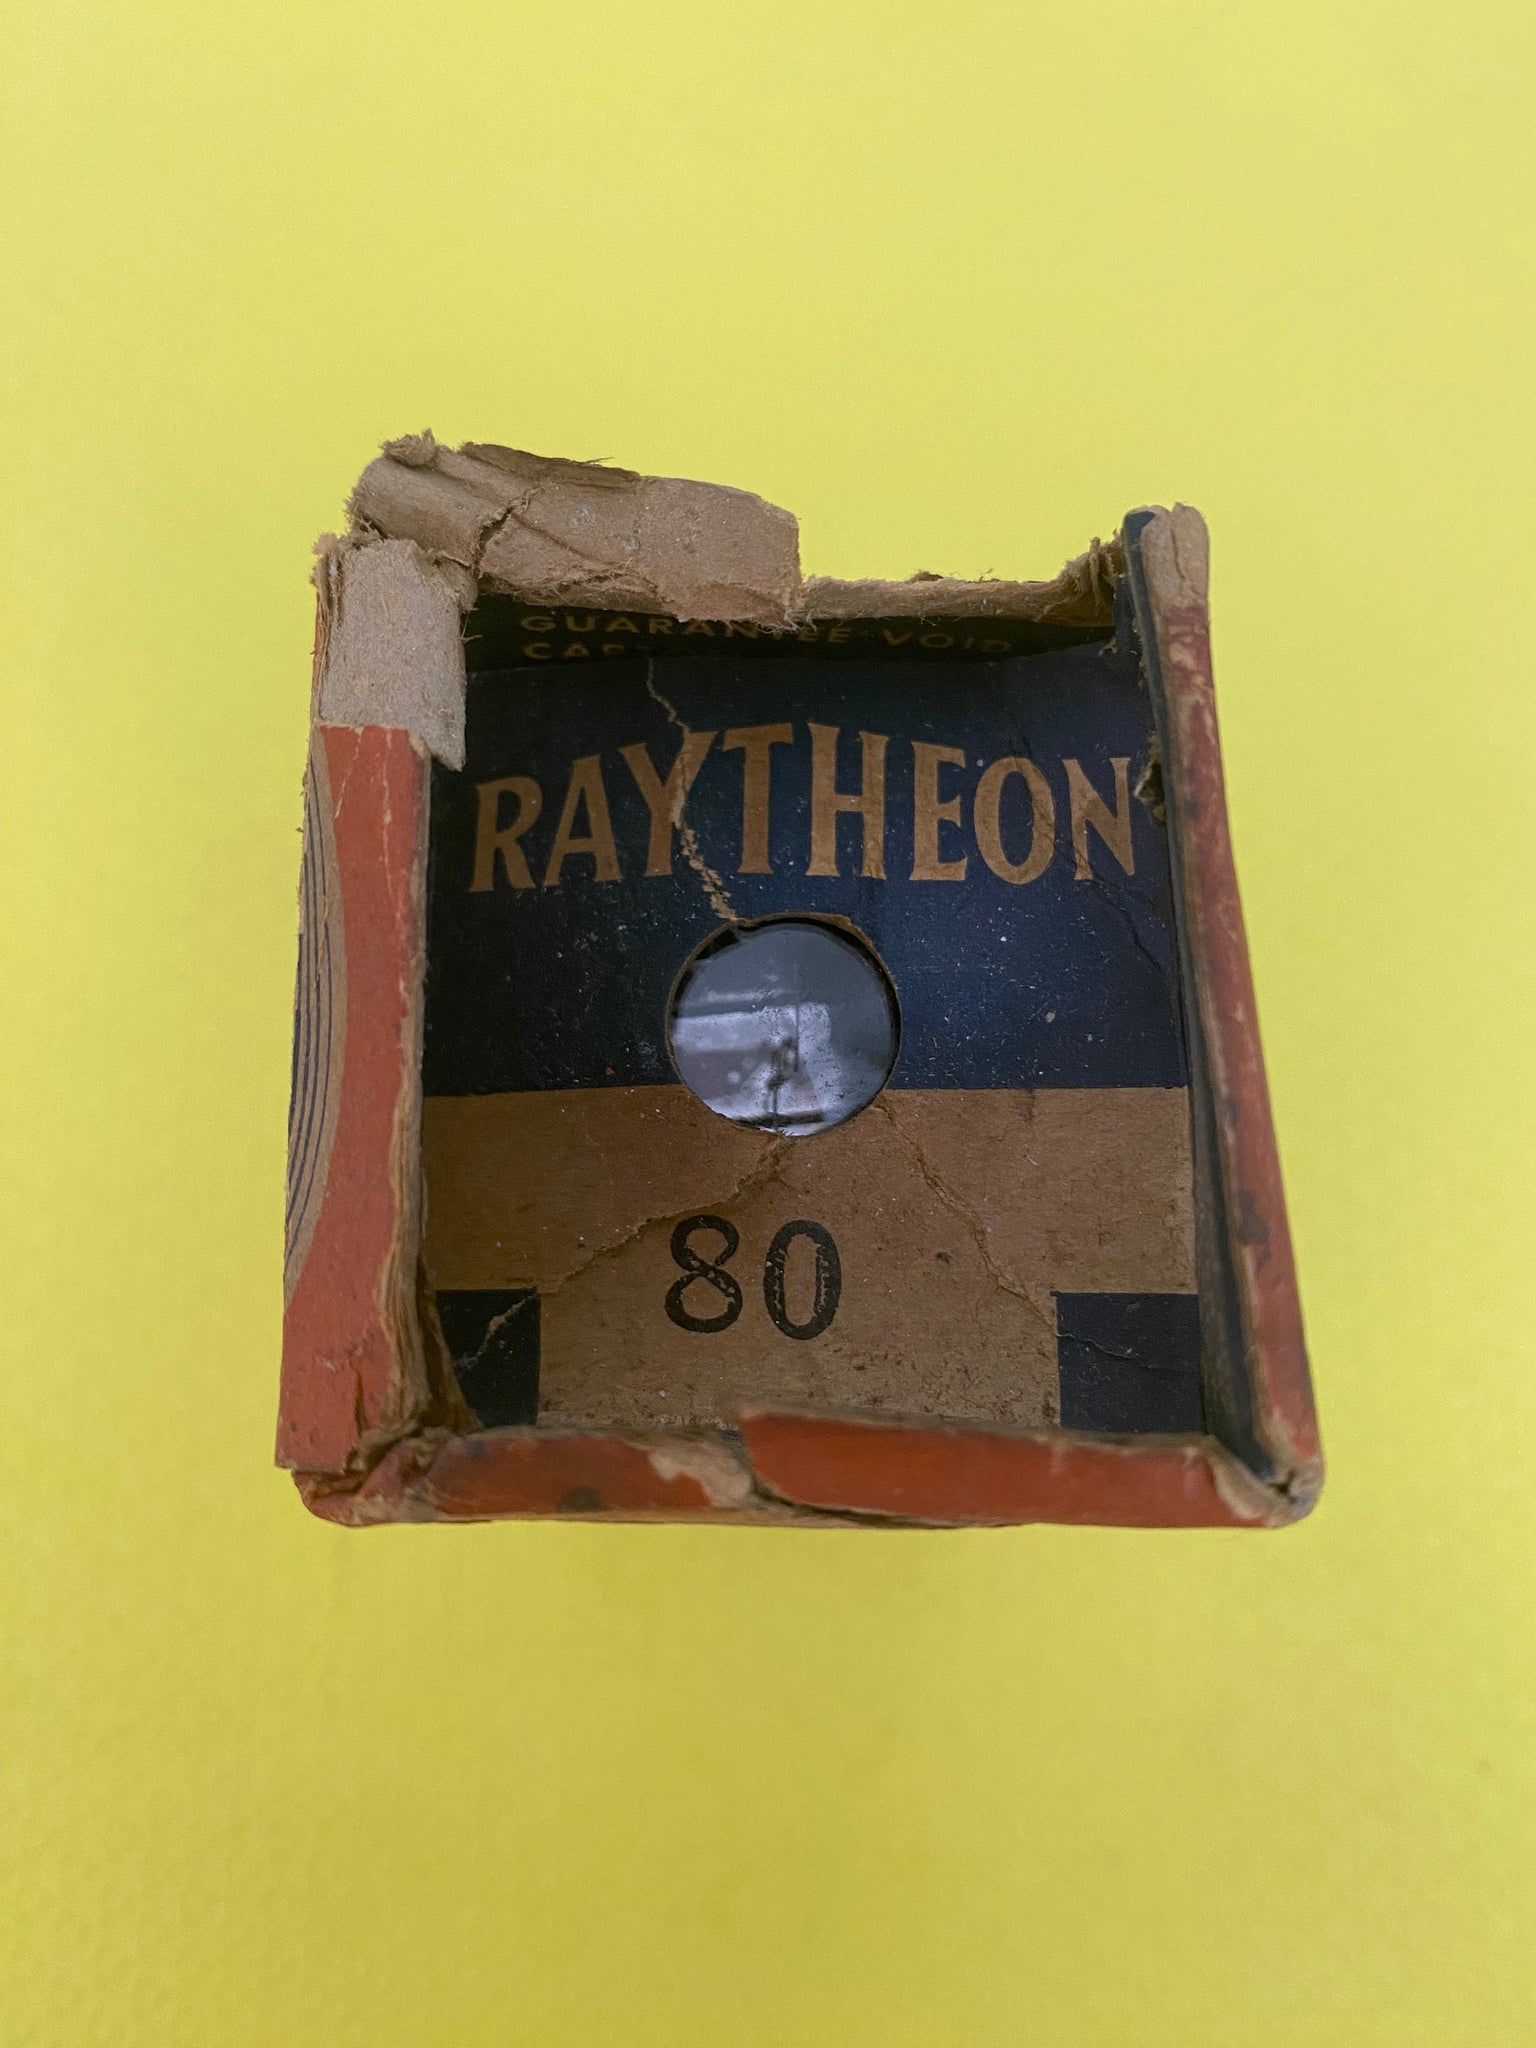 GUARANTEE VOID
RAYTHEON
80